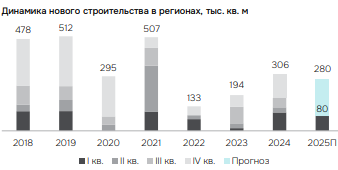 Динамика нового строительства в регионах, тыс. кв. м
478 512 295 507 133 194 306 280
80
2018 2019 2020 2021 2022 2023 2024 2025П
I кв. II кв. III кв. IV кв. Прогноз